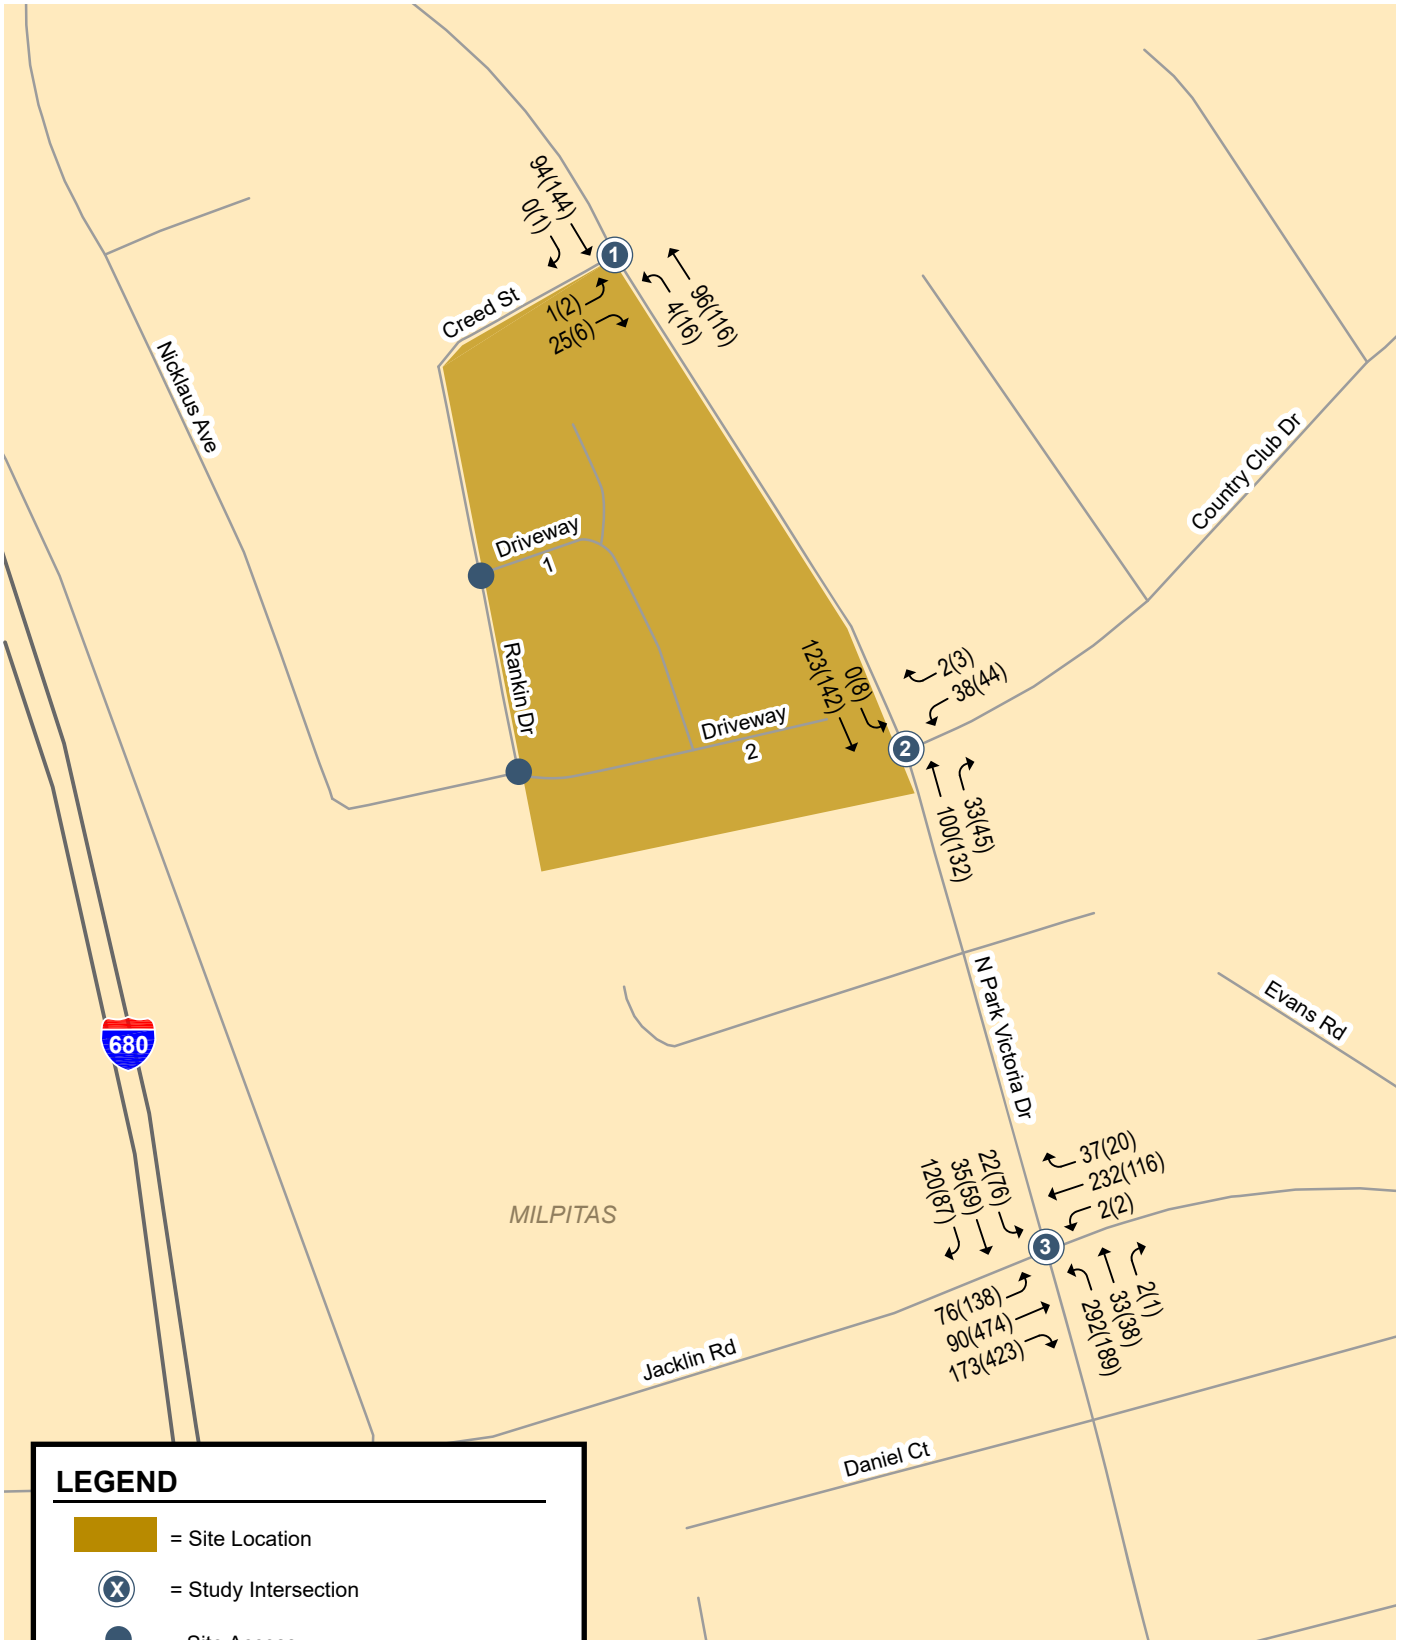 94(144)
0(1)
1
96(116)
4(16)
1(2)
25(6)
Creed St
Nicklaus Ave
Country Club Dr
Driveway
1
Rankin Dr
123(142)
0(8)
2(3)
38(44)
Driveway
2
2
33(45)
100(132)
N Park Victoria Dr
Evans Rd
680
37(20)
232(116)
2(2)
22(76)
35(59)
120(87)
MILPITAS
3
76(138)
90(474)
173(423)
2(1)
33(38)
292(189)
Jacklin Rd
Daniel Ct
LEGEND
= Site Location
X = Study Intersection